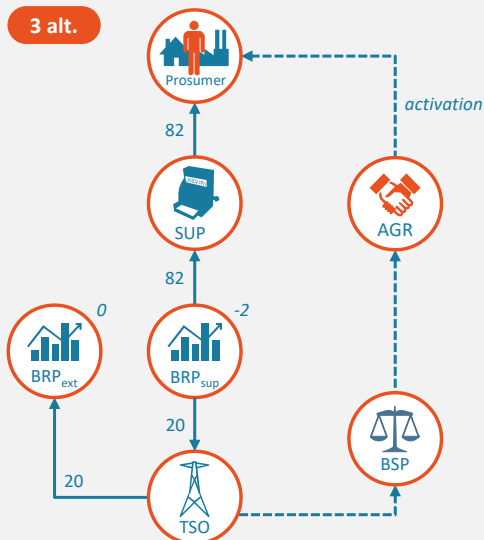 3 alt.
Prosumer
82
activation
SUP
AGR
82
0
-2
BRPext
BRPsup
20
BSP
20
TSO